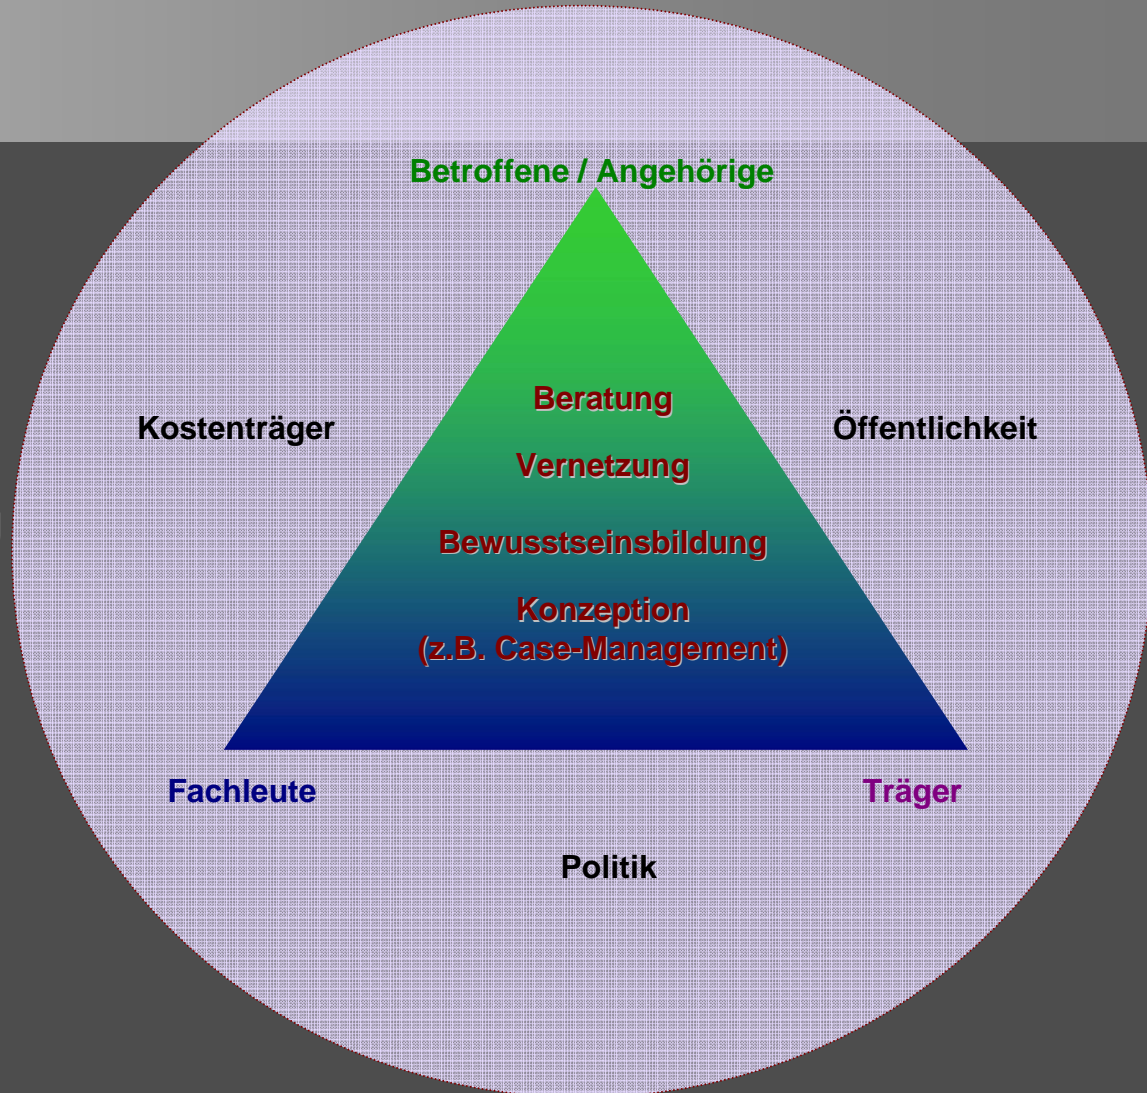 Betroffene / Angehörige
Beratung
Kostenträger
Öffentlichkeit
Vernetzung
Bewusstseinsbildung
Konzeption
(z.B. Case-Management)
Fachleute
Träger
Politik